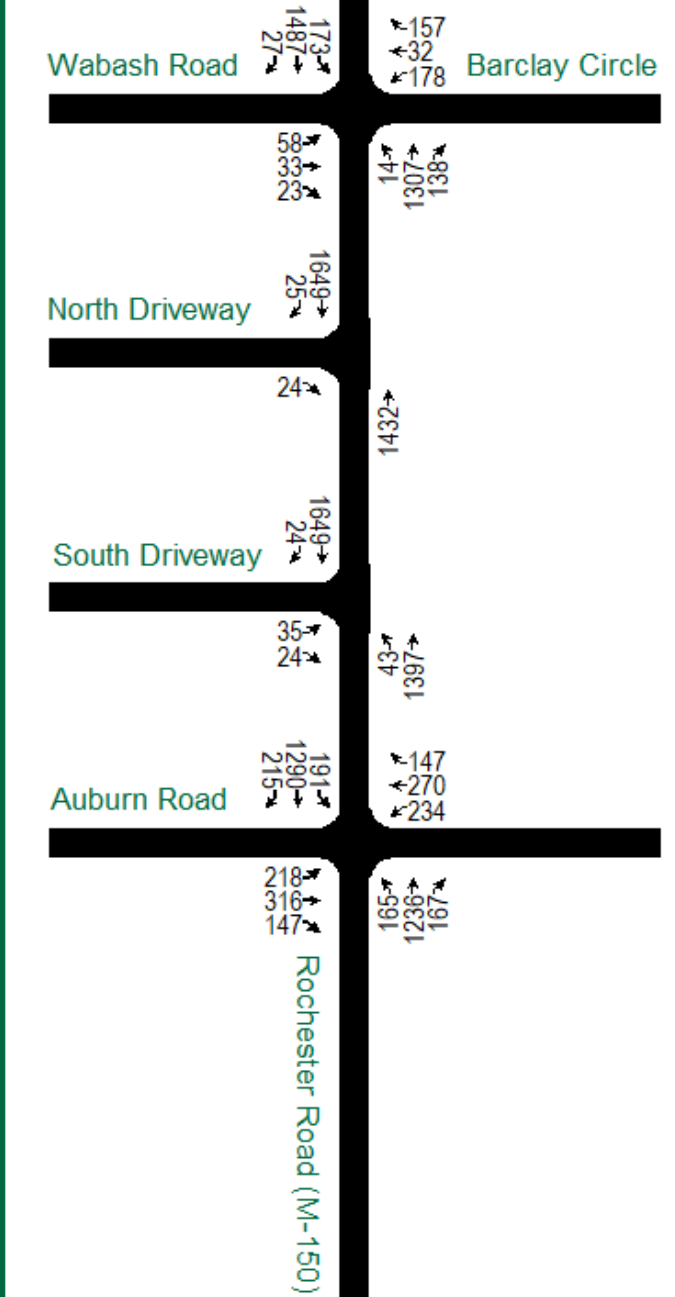 27 1487 173
157
32
178
Wabash Road
Barclay Circle
58
33
23
14 1307 138
25 1649
North Driveway
24
1432
24 1649
South Driveway
35
24
43 1397
215 1290 191
147
270
234
Auburn Road
218
316
147
165 1236 167
Rochester Road (M-150)